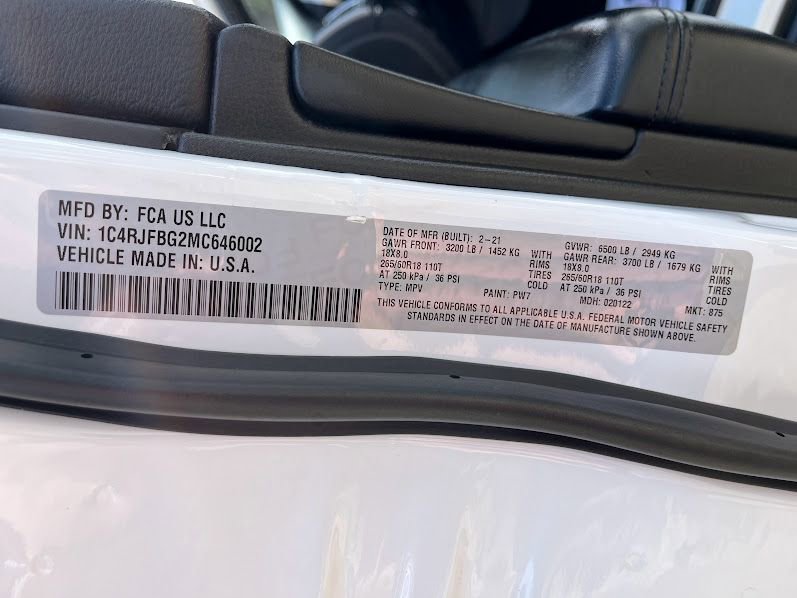 MFD BY: FCA US LLC
VIN: 1C4RJFBG2MC646002
VEHICLE MADE IN: U.S.A.
DATE OF MFR (BUILT): 2-21
GAWR FRONT: 3200 LB / 1452 KG WITH
18X8.0 RIMS
265/60R18 110T TIRES
AT 250 kPa / 36 PSI COLD
TYPE: MPV PAINT: PW7
GVWR: 6500 LB / 2949 KG
GAWR REAR: 3700 LB / 1679 KG WITH
18X8.0 RIMS
265/60R18 110T TIRES
AT 250 kPa / 36 PSI COLD
MDH: 020122 MKT: 875
THIS VEHICLE CONFORMS TO ALL APPLICABLE U.S.A. FEDERAL MOTOR VEHICLE SAFETY
STANDARDS IN EFFECT ON THE DATE OF MANUFACTURE SHOWN ABOVE.